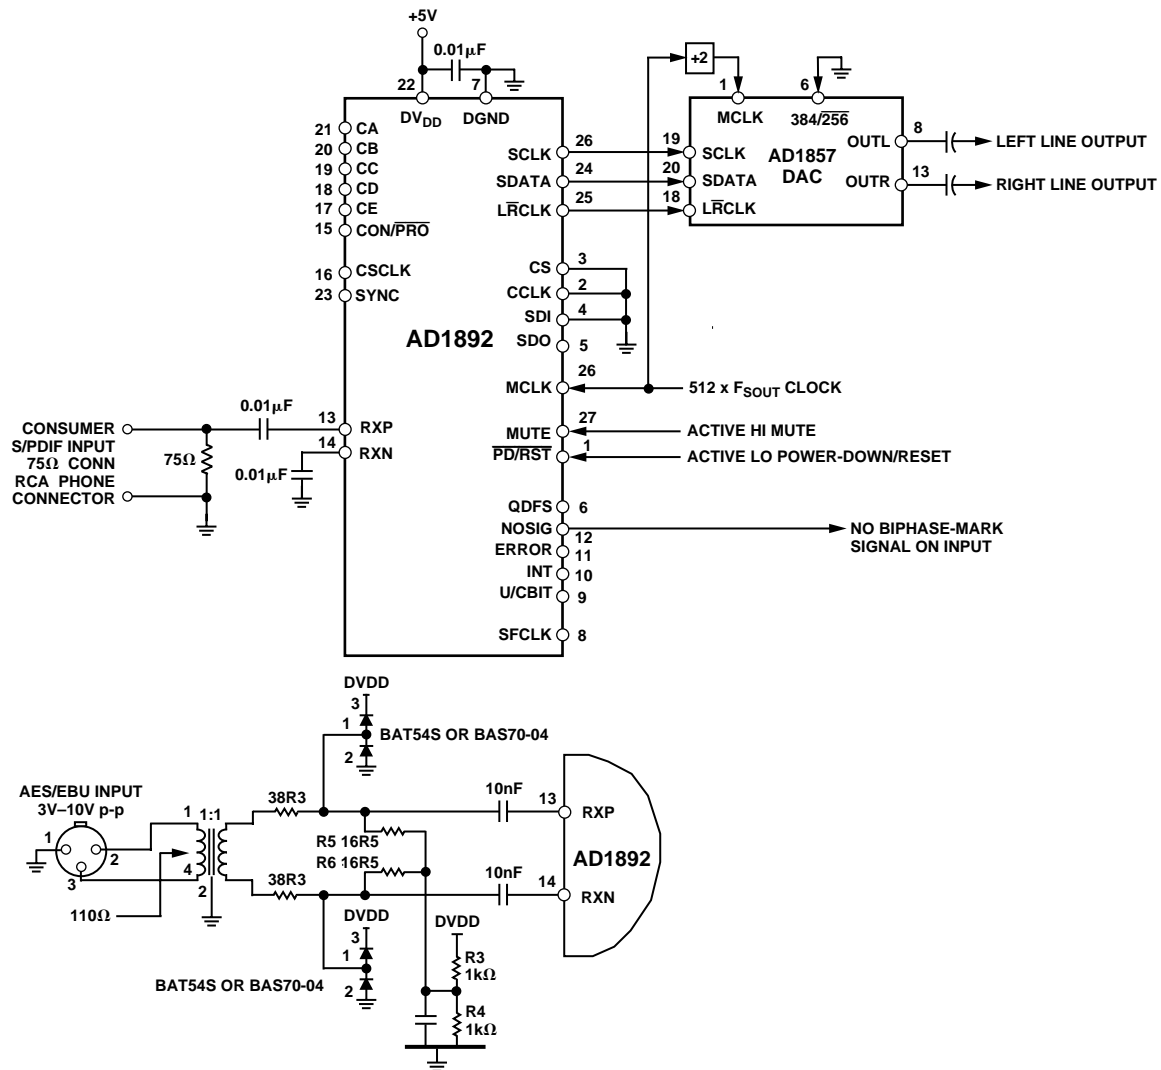 +5V
0.01μF
22
7
DVDD
DGND
21
CA
20
CB
19
CC
18
CD
17
CE
15
CON/PRO
16
CSCLK
23
SYNC
AD1892
SCLK
26
SDATA
24
LRCLK
25
CS
3
CCLK
2
SDI
4
SDO
5
MCLK
26
512 x FSOUT CLOCK
MUTE
27
ACTIVE HI MUTE
PD/RST
1
ACTIVE LO POWER-DOWN/RESET
QDFS
6
NOSIG
12
NO BIPHASE-MARK
SIGNAL ON INPUT
ERROR
11
INT
10
U/CBIT
9
SFCLK
8
+2
1
6
MCLK
384/256
19
SCLK
20
SDATA
18
LRCLK
AD1857
DAC
OUTL
8
LEFT LINE OUTPUT
OUTR
13
RIGHT LINE OUTPUT
CONSUMER
S/PDIF INPUT
75Ω CONN
RCA PHONE
CONNECTOR
75Ω
0.01μF
13
RXP
14
RXN
0.01μF
DVDD
3
1
2
BAT54S OR BAS70-04
AES/EBU INPUT
3V–10V p-p
1
2
3
110Ω
1
1:1
4
2
38R3
38R3
R5 16R5
R6 16R5
10nF
13
RXP
AD1892
10nF
14
RXN
DVDD
3
1
2
BAT54S OR BAS70-04
DVDD
R3
1kΩ
R4
1kΩ